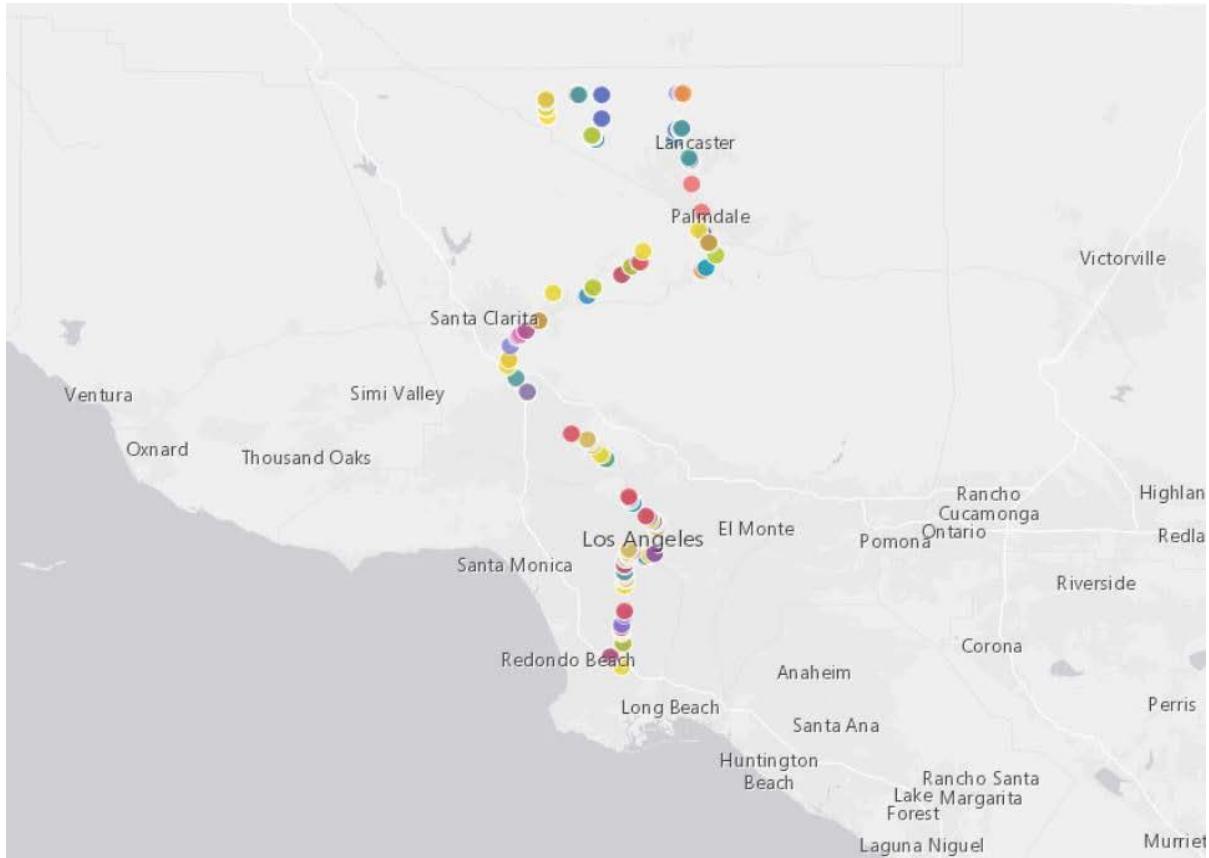 Lancaster
Palmdale
Victorville
Santa Clarita
Simi Valley
Ventura
Oxnard
Thousand Oaks
Rancho
Cucamonga
Highlan
El Monte
Ontario
Redla
Los Angeles
Pomona
Santa Monica
Riverside
Corona
Redondo Beach
Anaheim
Long Beach
Perris
Santa Ana
Huntington
Beach
Rancho Santa
Margarita
Lake
Forest
Laguna Niguel
Murriet